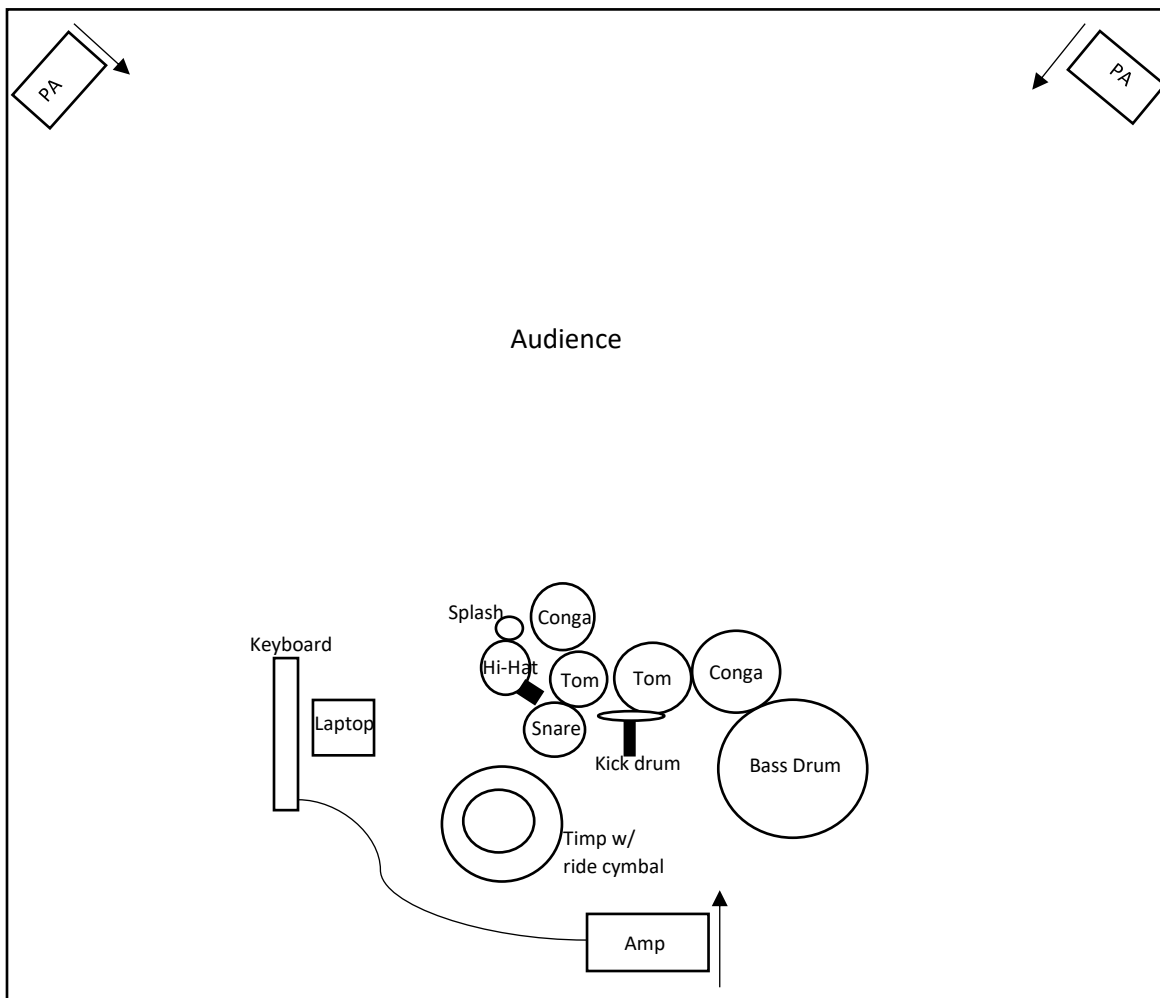 PA
PA
Audience
Splash
Conga
Keyboard
Hi-Hat
Tom
Tom
Conga
Laptop
Snare
Kick drum
Bass Drum
Timp w/
ride cymbal
Amp